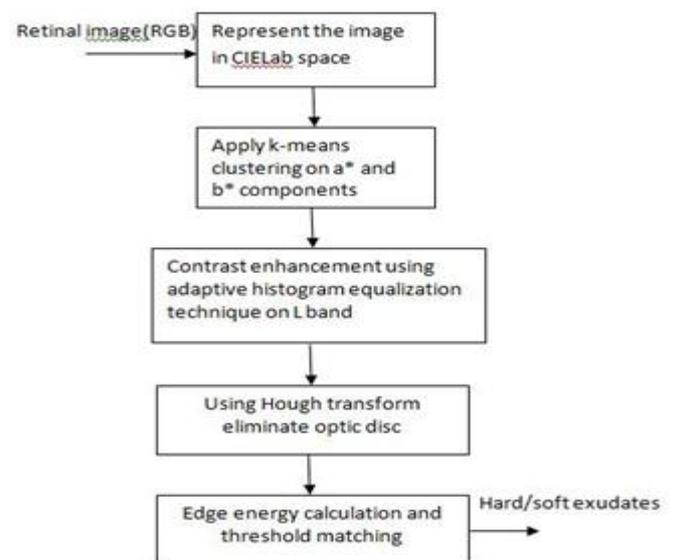 Retinal image(RGB)
Represent the image
in CIELab space
Apply k-means
clustering on a* and
b* components
Contrast enhancement using
adaptive histogram equalization
technique on L band
Using Hough transform
eliminate optic disc
Edge energy calculation and
threshold matching
Hard/soft exudates